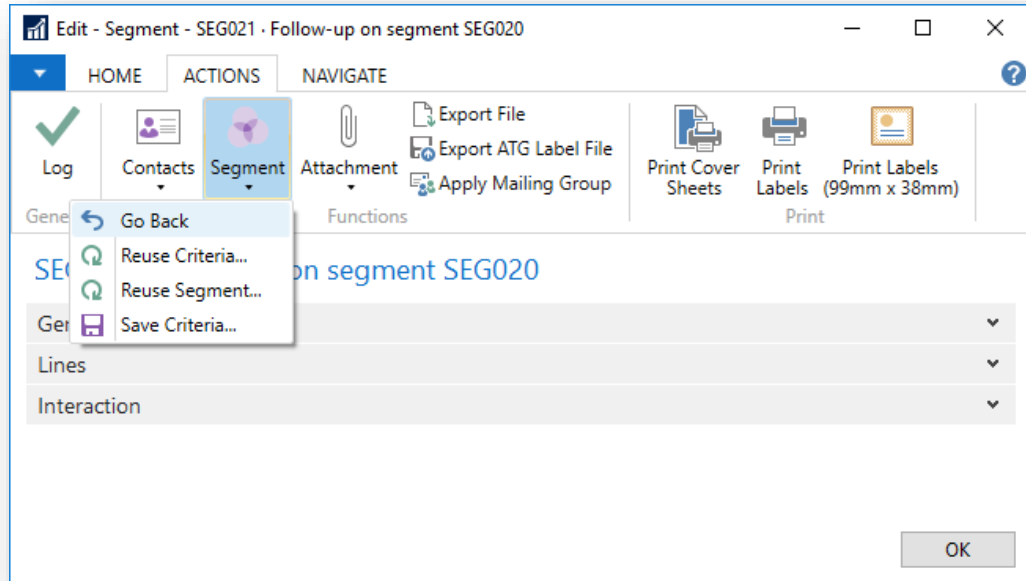 Edit - Segment - SEG021 · Follow-up on segment SEG020
HOME ACTIONS NAVIGATE
?
Log
Contacts
Segment
Attachment
Export File
Export ATG Label File
Apply Mailing Group
Print Cover
Sheets
Print
Labels
Print Labels
(99mm x 38mm)
Gene
Functions
Print
Go Back
Reuse Criteria...
Reuse Segment...
Save Criteria...
SE on segment SEG020
Ger
Lines
Interaction
OK